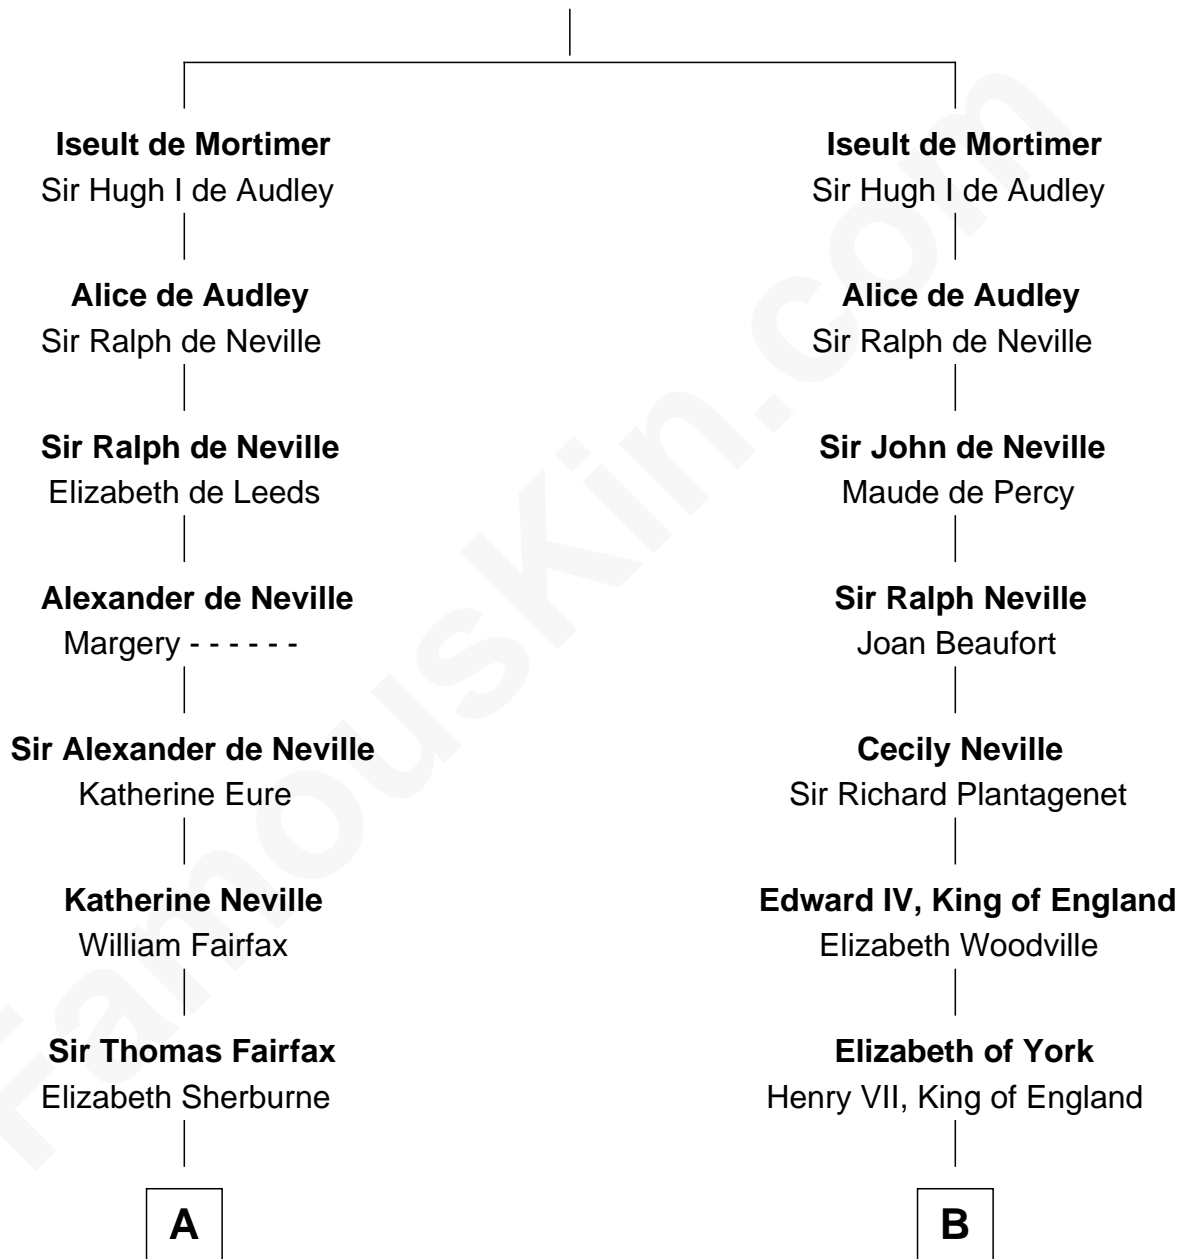 Iseult de Mortimer
Sir Hugh I de Audley
Alice de Audley
Sir Ralph de Neville
Sir Ralph de Neville
Elizabeth de Leeds
Alexander de Neville
Margery - - - - - -
Sir Alexander de Neville
Katherine Eure
Katherine Neville
William Fairfax
Sir Thomas Fairfax
Elizabeth Sherburne
A
Iseult de Mortimer
Sir Hugh I de Audley
Alice de Audley
Sir Ralph de Neville
Sir John de Neville
Maude de Percy
Sir Ralph Neville
Joan Beaufort
Cecily Neville
Sir Richard Plantagenet
Edward IV, King of England
Elizabeth Woodville
Elizabeth of York
Henry VII, King of England
B
FamousKin.com